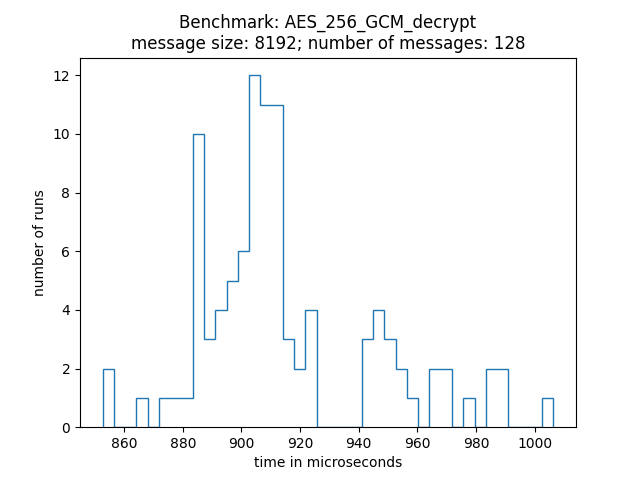 Benchmark: AES_256_GCM_decrypt
message size: 8192; number of messages: 128
12
10
8
6
4
2
0
number of runs
860 880 900 920 940 960 980 1000
time in microseconds